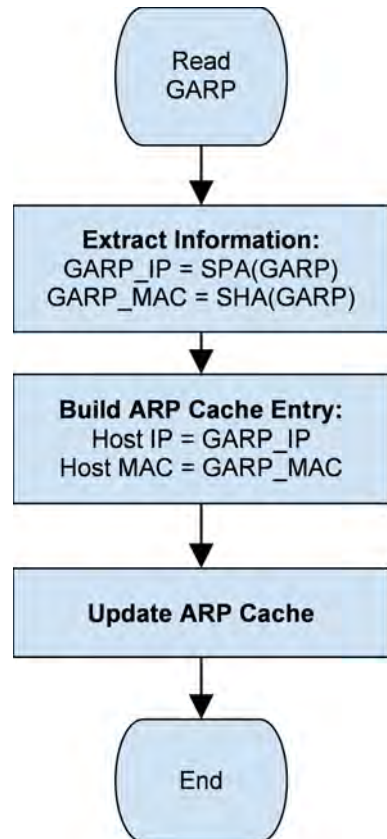 Read
GARP
Extract Information:
GARP_IP = SPA(GARP)
GARP_MAC = SHA(GARP)
Build ARP Cache Entry:
Host IP = GARP_IP
Host MAC = GARP_MAC
Update ARP Cache
End